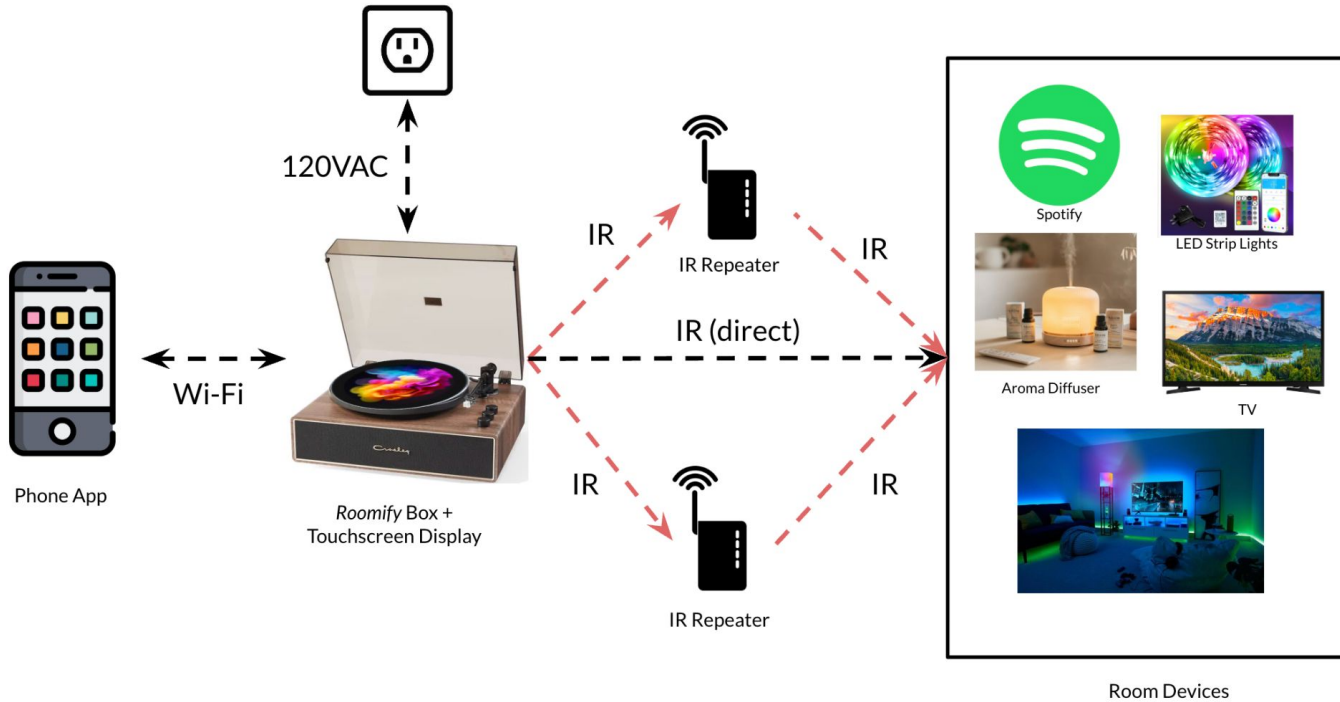 120VAC
IR
IR Repeater
IR
Spotify
LED Strip Lights
Wi-Fi
IR (direct)
Aroma Diffuser
TV
Crosley
Phone App
Roomify Box +
Touchscreen Display
IR
IR
IR Repeater
Room Devices